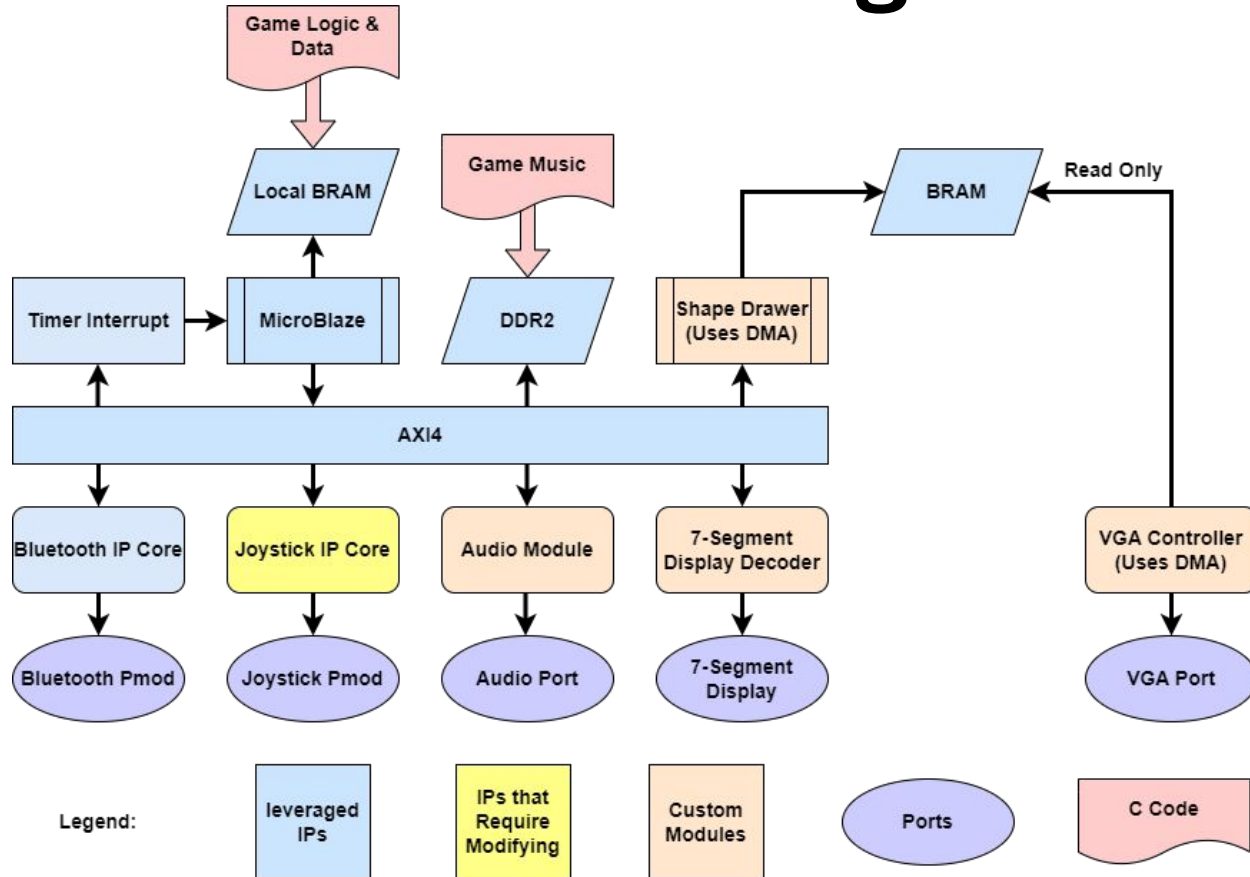 Game Logic &
Data
Game Music
Local BRAM
BRAM
Read Only
Timer Interrupt
MicroBlaze
DDR2
Shape Drawer
(Uses DMA)
AXI4
Bluetooth IP Core
Joystick IP Core
Audio Module
7-Segment
Display Decoder
VGA Controller
(Uses DMA)
Bluetooth Pmod
Joystick Pmod
Audio Port
7-Segment
Display
VGA Port
Legend:
leveraged
IPs
IPs that
Require
Modifying
Custom
Modules
Ports
C Code